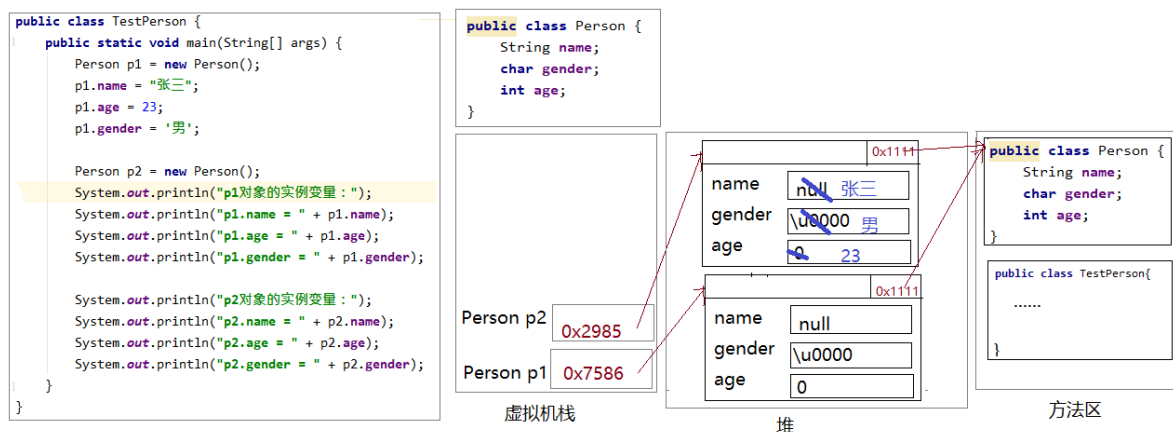 public class TestPerson {
public static void main(String[] args) {
Person p1 = new Person();
p1.name = "张三";
p1.age = 23;
p1.gender = '男';
Person p2 = new Person();
System.out.println("p1对象的实例变量：");
System.out.println("p1.name = " + p1.name);
System.out.println("p1.age = " + p1.age);
System.out.println("p1.gender = " + p1.gender);
System.out.println("p2对象的实例变量：");
System.out.println("p2.name = " + p2.name);
System.out.println("p2.age = " + p2.age);
System.out.println("p2.gender = " + p2.gender);
}
}
public class Person {
String name;
char gender;
int age;
}
Person p2 0x2985
Person p1 0x7586
虚拟机栈
0x1111
name null 张三
gender \u0000 男
age 0 23
0x1111
name null
gender \u0000
age 0
堆
public class Person {
String name;
char gender;
int age;
}
public class TestPerson{
......
}
方法区